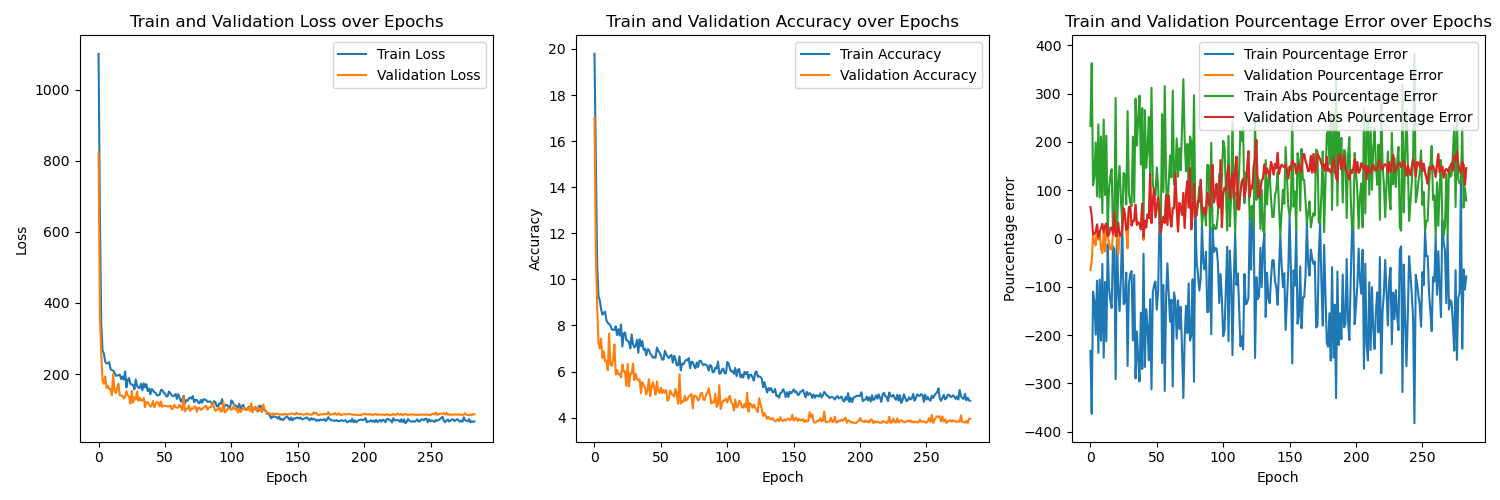 Train and Validation Loss over Epochs
Train Loss
Validation Loss
Loss
1000
800
600
400
200
0 50 100 150 200 250
Epoch
Train and Validation Accuracy over Epochs
Train Accuracy
Validation Accuracy
Accuracy
20
18
16
14
12
10
8
6
4
0 50 100 150 200 250
Epoch
Train and Validation Pourcentage Error over Epochs
Train Pourcentage Error
Validation Pourcentage Error
Train Abs Pourcentage Error
Validation Abs Pourcentage Error
Pourcentage error
400
300
200
100
0
−100
−200
−300
−400
0 50 100 150 200 250
Epoch